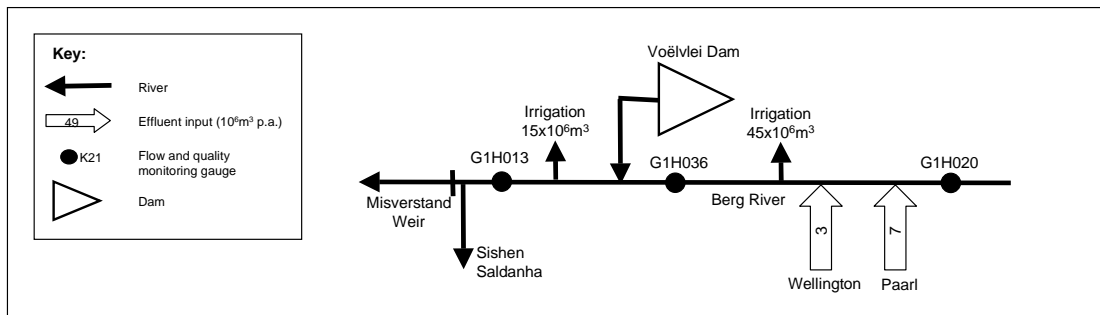 Key:
River
49
Effluent input (10⁶m³ p.a.)
K21
Flow and quality
monitoring gauge
Dam
Voëlvlei Dam
Irrigation
15x10⁶m³
Irrigation
45x10⁶m³
G1H013
G1H036
G1H020
Misverstand
Weir
Berg River
Sishen
Saldanha
3
7
Wellington
Paarl